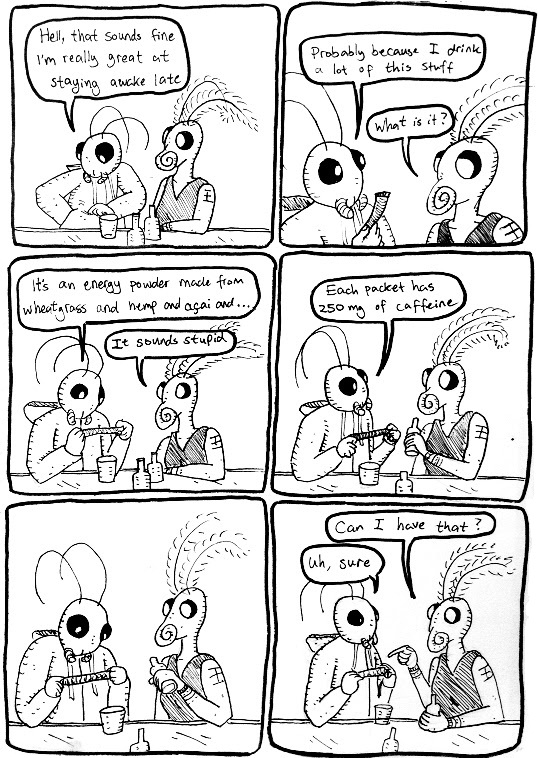 Hell, that sounds fine
I'm really great at
staying awake late
Probably because I drink
a lot of this stuff
What is it?
It's an energy powder made from
wheatgrass and hemp and açai and...
It sounds stupid
Each packet has
250 mg of caffeine
Can I have that?
Uh, sure